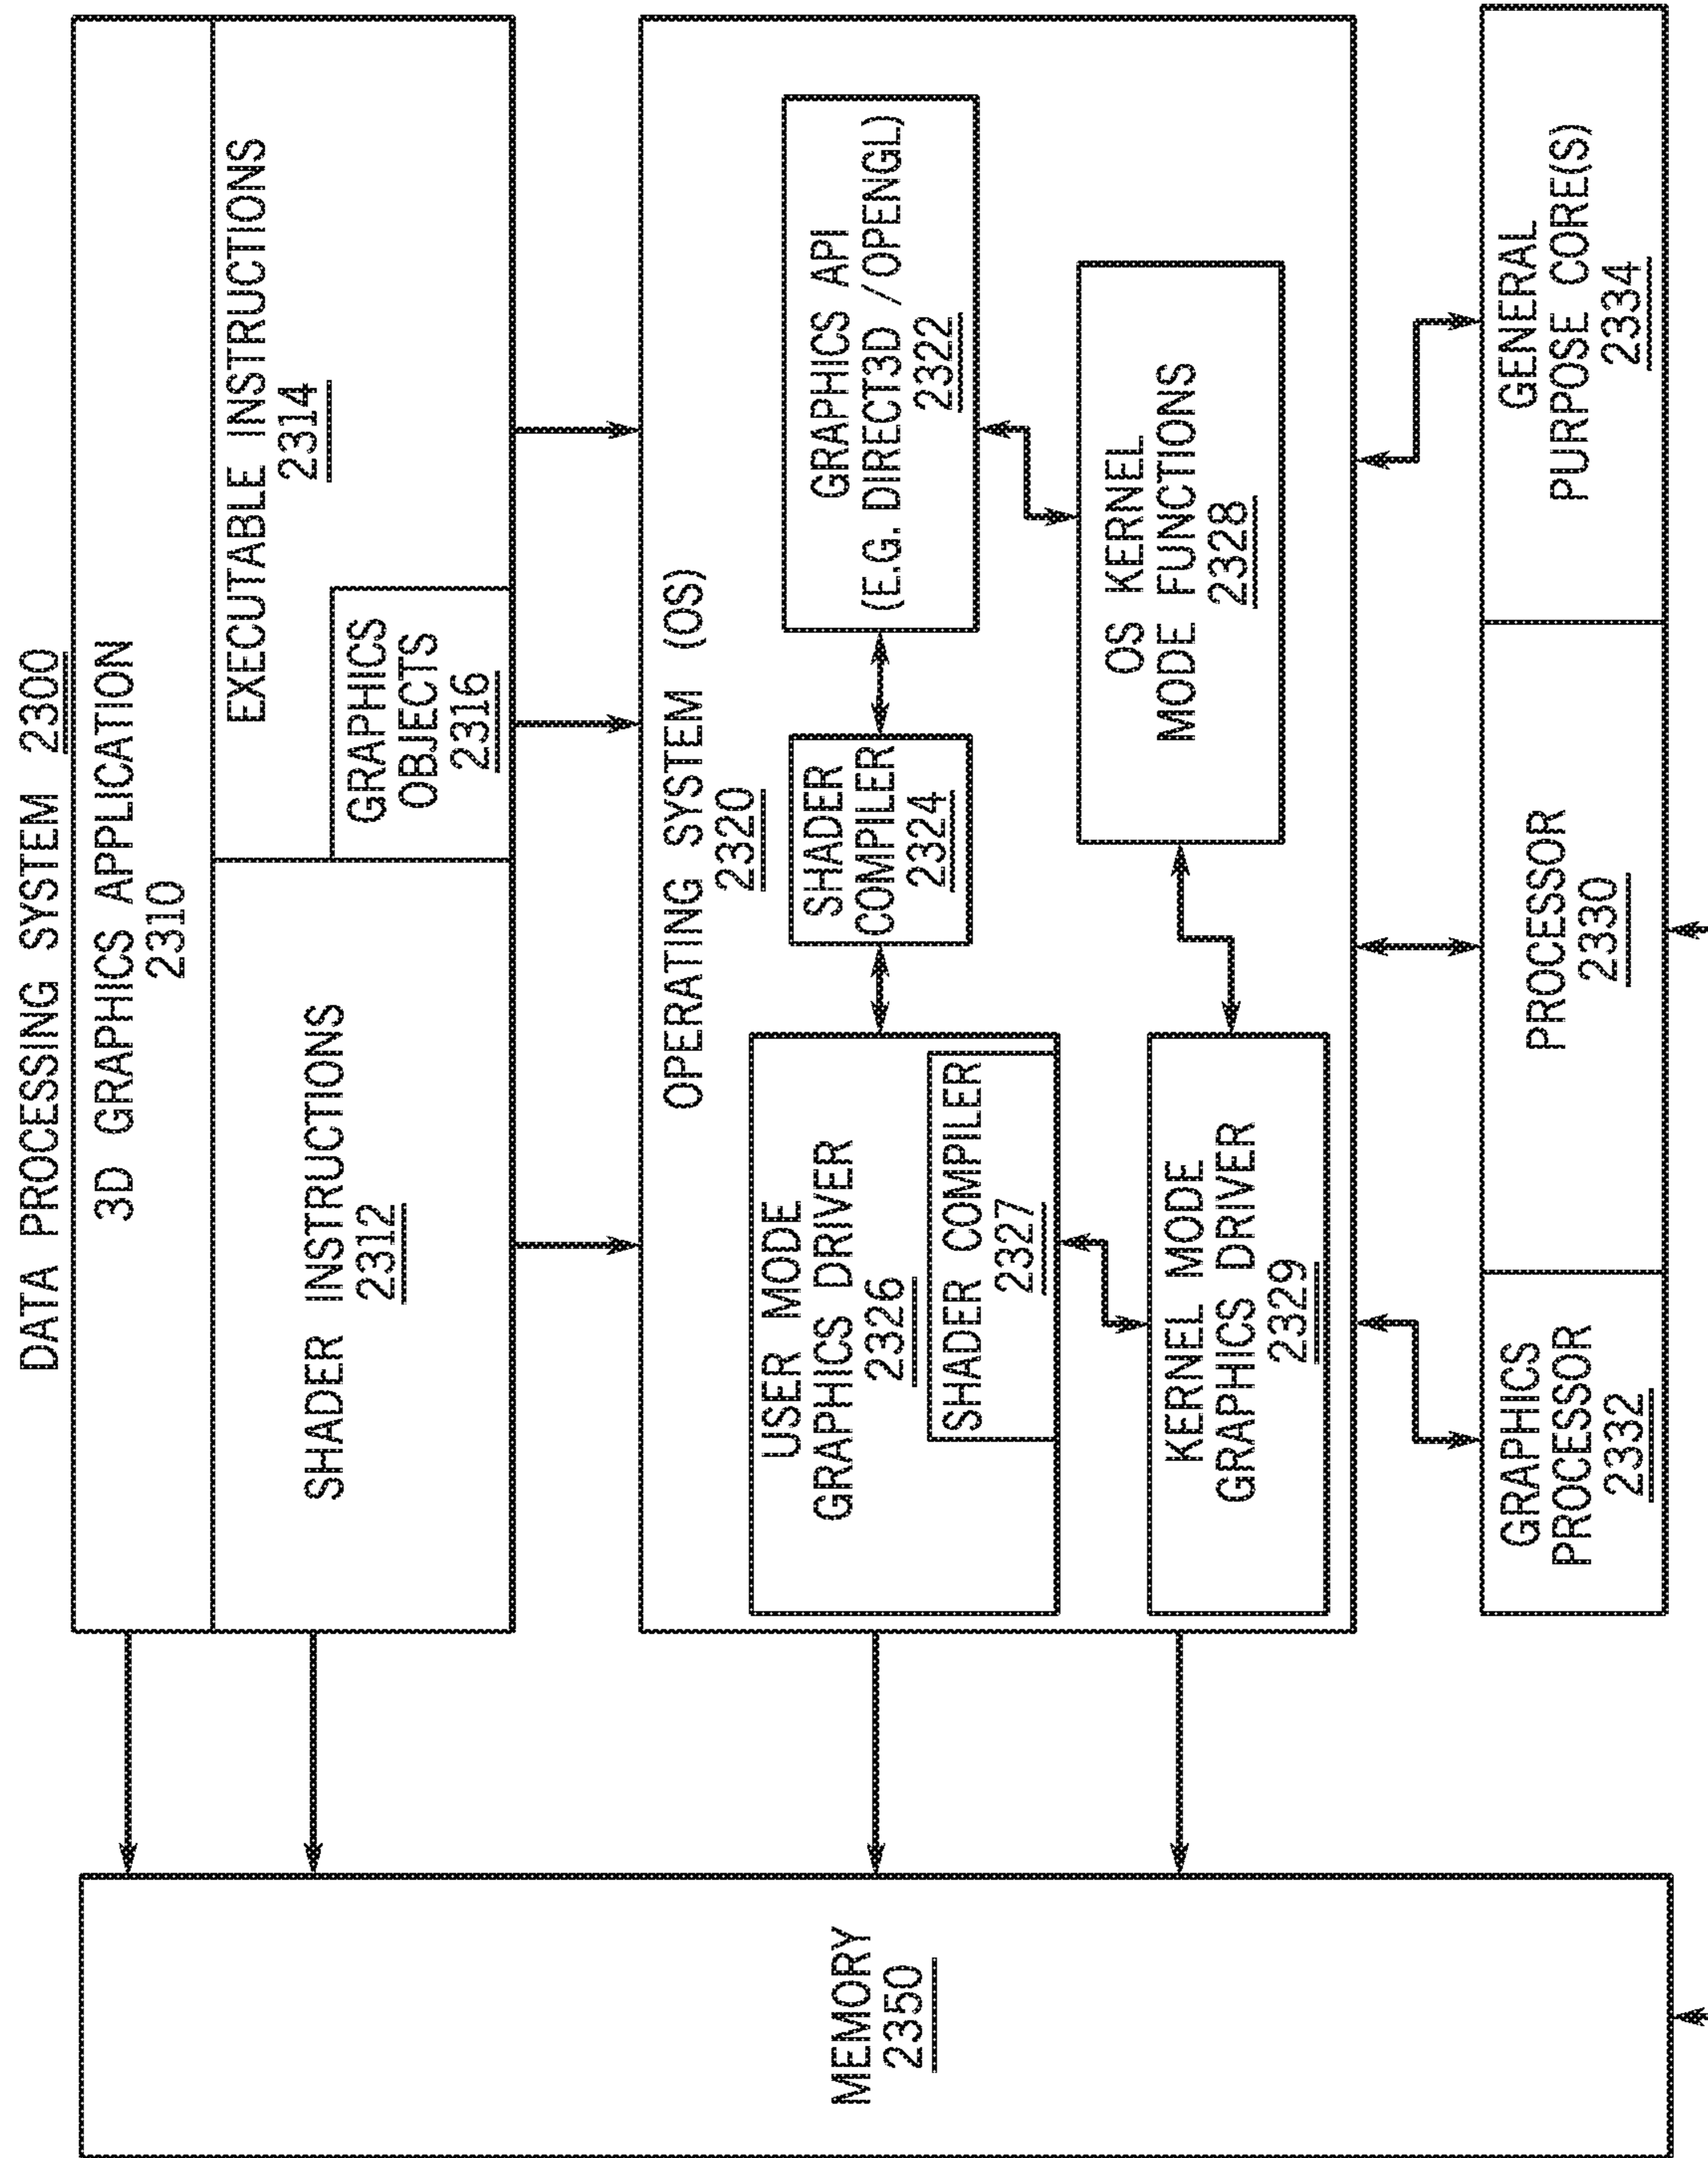 DATA PROCESSING SYSTEM 2300
3D GRAPHICS APPLICATION
2310
SHADER INSTRUCTIONS
2312
EXECUTABLE INSTRUCTIONS
2314
GRAPHICS
OBJECTS
2316
OPERATING SYSTEM (OS)
2320
USER MODE
GRAPHICS DRIVER
2326
SHADER COMPILER
2327
SHADER
COMPILER
2324
GRAPHICS API
(E.G. DIRECT3D /OPENGL)
2322
KERNEL MODE
GRAPHICS DRIVER
2329
OS KERNEL
MODE FUNCTIONS
2328
GRAPHICS
PROCESSOR
2332
PROCESSOR
2330
GENERAL
PURPOSE CORE(S)
2334
MEMORY
2350